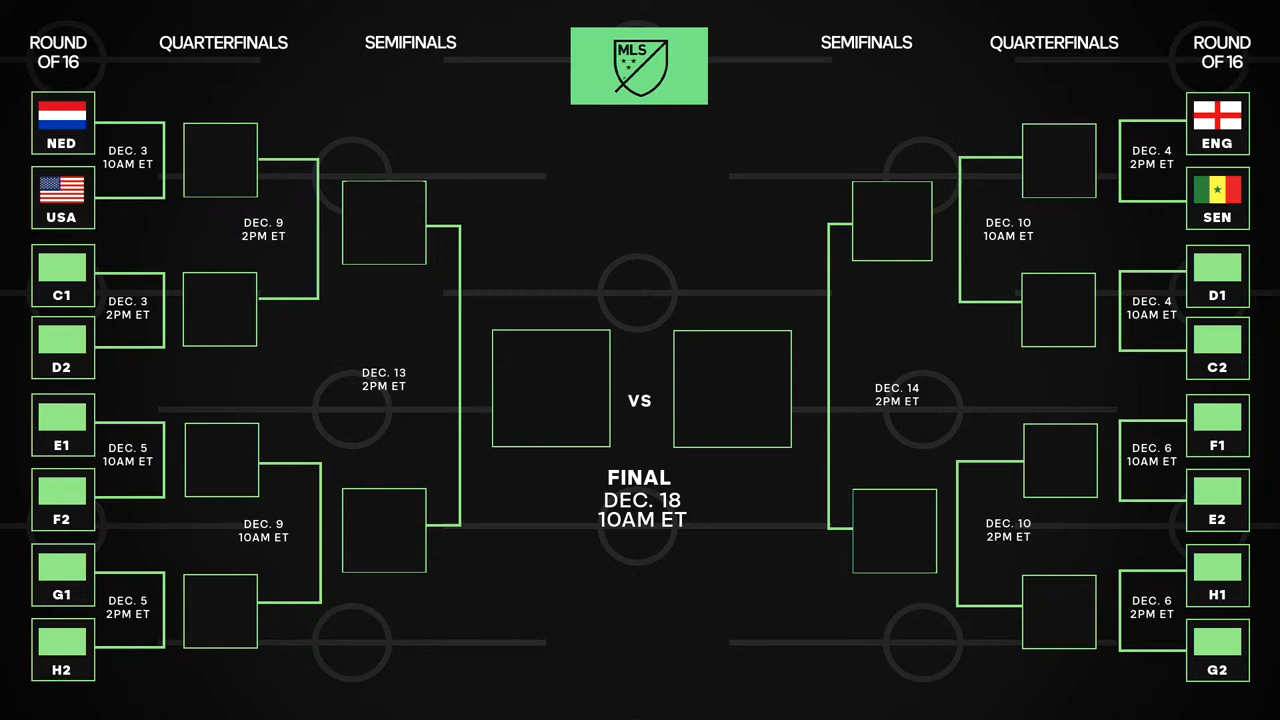 ROUND
OF 16
QUARTERFINALS
SEMIFINALS
MLS
SEMIFINALS
QUARTERFINALS
ROUND
OF 16
NED
DEC. 3
10AM ET
USA
DEC. 9
2PM ET
C1
DEC. 3
2PM ET
D2
DEC. 13
2PM ET
E1
DEC. 5
10AM ET
F2
DEC. 9
10AM ET
G1
DEC. 5
2PM ET
H2
VS
FINAL
DEC. 18
10AM ET
ENG
DEC. 4
2PM ET
SEN
DEC. 10
10AM ET
D1
DEC. 4
10AM ET
C2
DEC. 14
2PM ET
F1
DEC. 6
10AM ET
E2
DEC. 10
2PM ET
H1
DEC. 6
2PM ET
G2